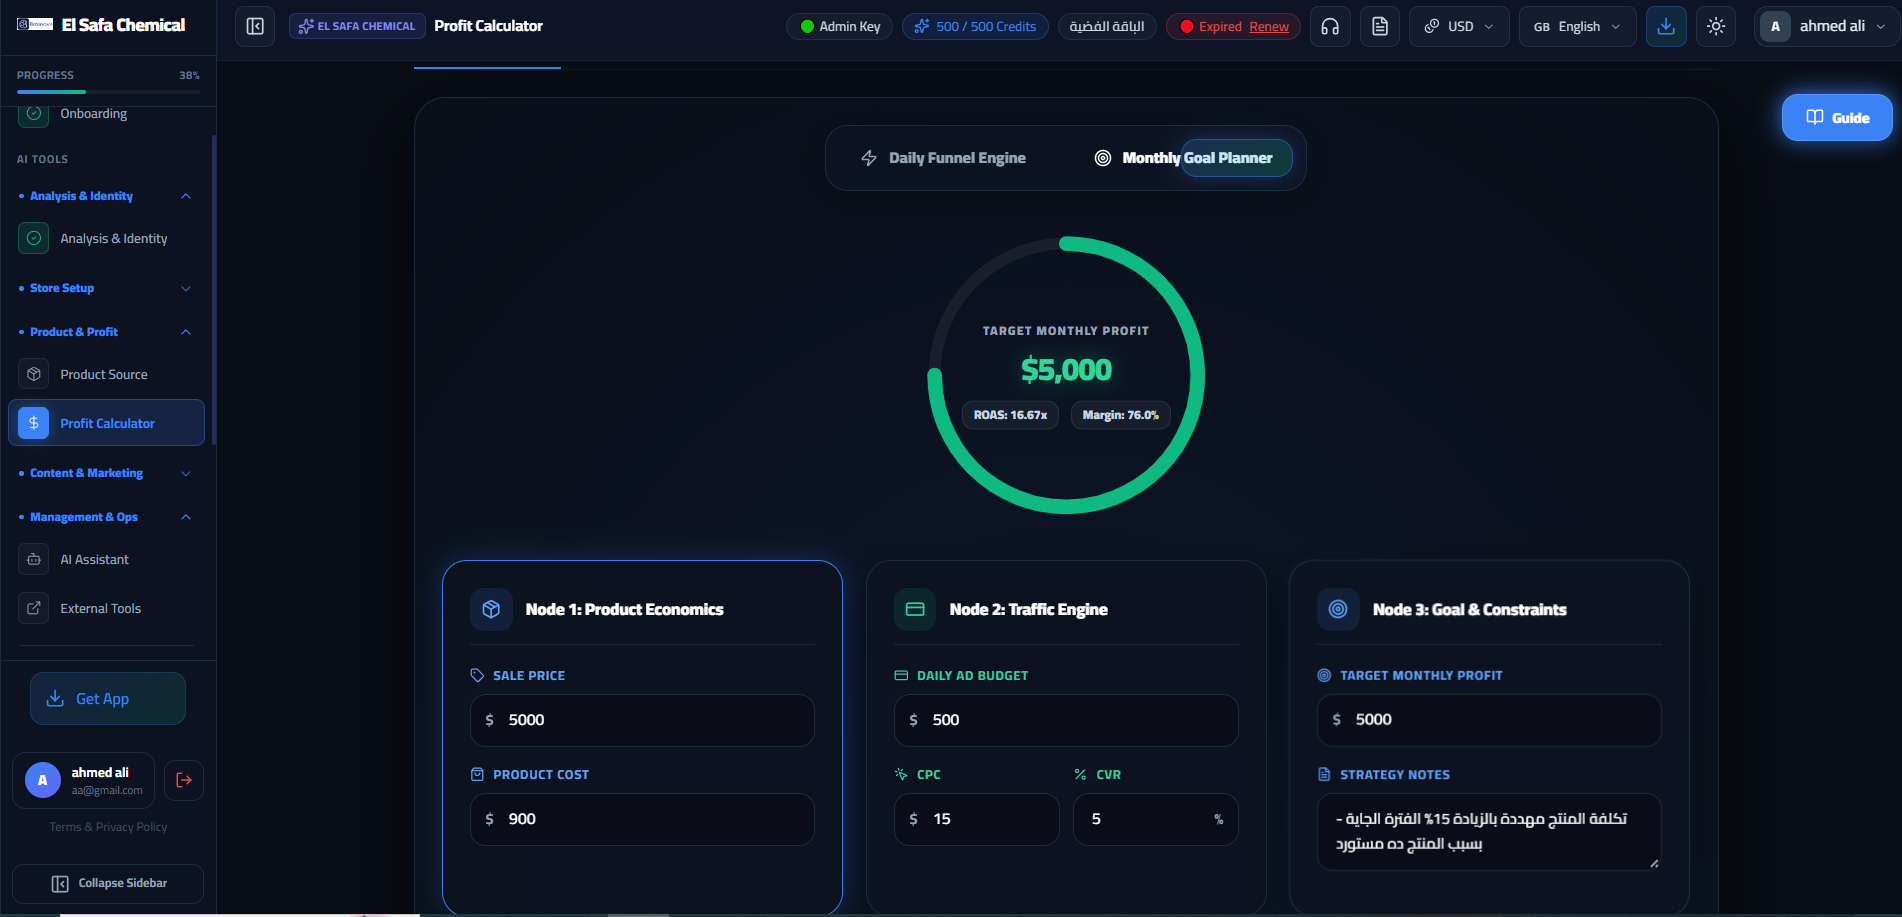 El Safa Chemical
EL SAFA CHEMICAL
Profit Calculator
Admin Key
500 / 500 Credits
الباقة الفضية
Expired Renew
USD
GB English
A ahmed ali
PROGRESS 38%
Onboarding
AI TOOLS
Analysis & Identity
Analysis & Identity
Store Setup
Product & Profit
Product Source
Profit Calculator
Content & Marketing
Management & Ops
AI Assistant
External Tools
Get App
A ahmed ali
aa@gmail.com
Terms & Privacy Policy
Collapse Sidebar
Guide
Daily Funnel Engine
Monthly Goal Planner
TARGET MONTHLY PROFIT
$5,000
ROAS: 16.67x
Margin: 76.0%
Node 1: Product Economics
SALE PRICE
$ 5000
PRODUCT COST
$ 900
Node 2: Traffic Engine
DAILY AD BUDGET
$ 500
CPC
$ 15
CVR
5 %
Node 3: Goal & Constraints
TARGET MONTHLY PROFIT
$ 5000
STRATEGY NOTES
تكلفة المنتج مهددة بالزيادة 15% الفترة الجاية -
بسبب المنتج ده مستورد